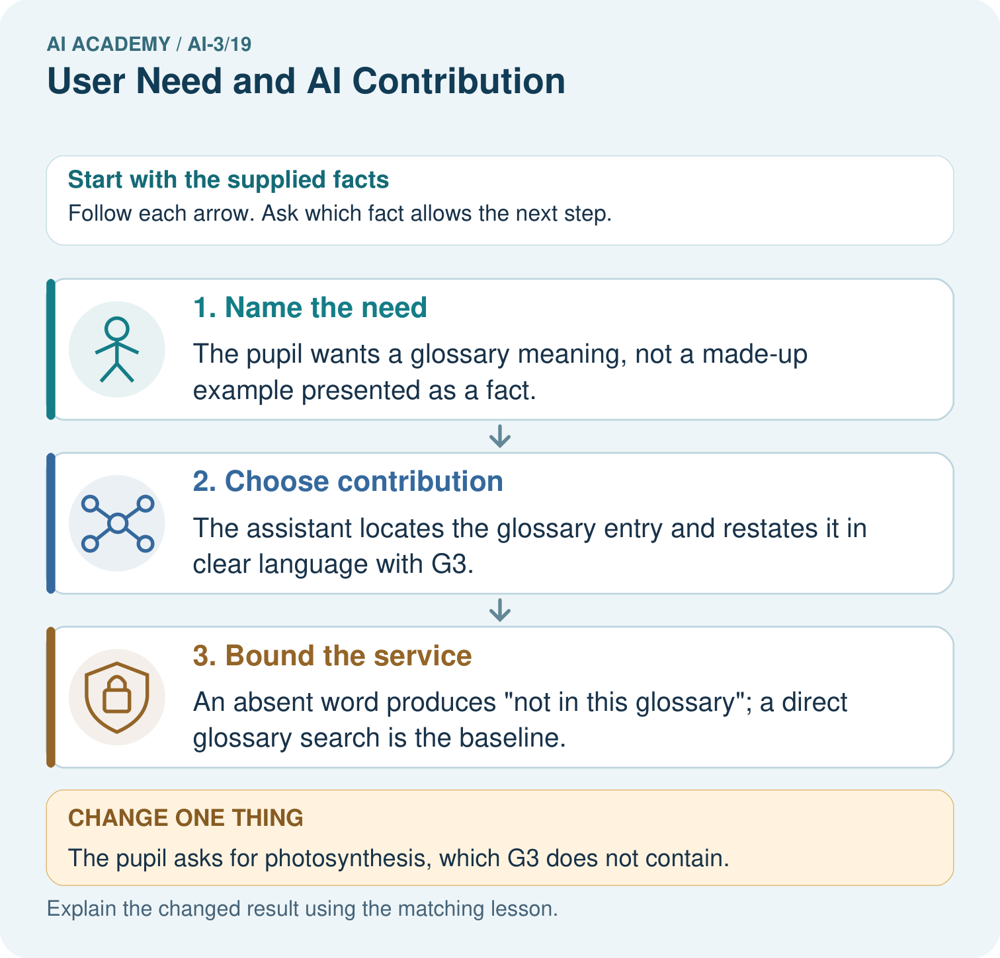 AI ACADEMY / AI-3/19
User Need and AI Contribution
Start with the supplied facts
Follow each arrow. Ask which fact allows the next step.
1. Name the need
The pupil wants a glossary meaning, not a made-up
example presented as a fact.
2. Choose contribution
The assistant locates the glossary entry and restates it in
clear language with G3.
3. Bound the service
An absent word produces "not in this glossary"; a direct
glossary search is the baseline.
CHANGE ONE THING
The pupil asks for photosynthesis, which G3 does not contain.
Explain the changed result using the matching lesson.